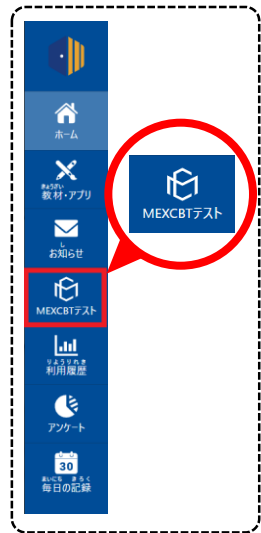 ホーム
きょうざい
教材・アプリ
し
お知らせ
MEXCBTテスト
MEXCBTテスト
りようりれき
利用履歴
アンケート
30
まいにち きろく
毎日の記録